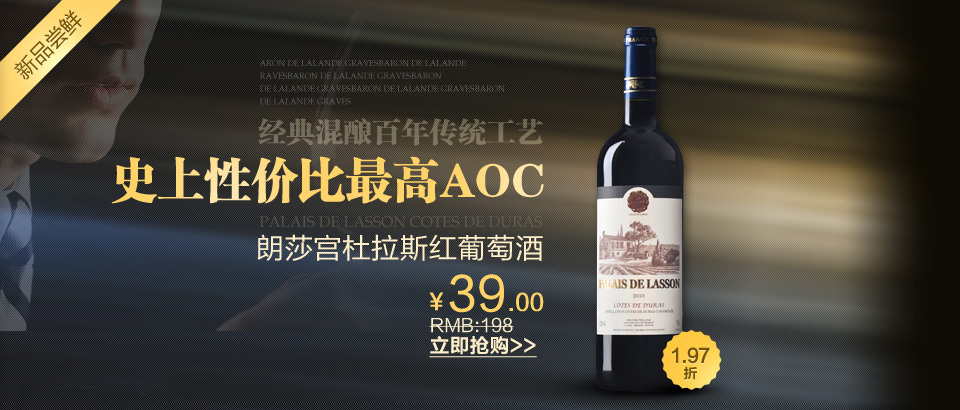 新品尝鲜
ARON DE LALANDE GRAVESBARON DE LALANDE
RAVESBARON DE LALANDE GRAVESBARON
DE LALANDE GRAVESBARON DE LALANDE GRAVESBARON
DE LALANDE GRAVES
经典混酿百年传统工艺
史上性价比最高AOC
PALAIS DE LASSON COTES DE DURAS
朗莎宫杜拉斯红葡萄酒
¥39.00
RMB:198
立即抢购>>
PALAIS DE LASSON
2010
CÔTES DE DURAS
1.97
折